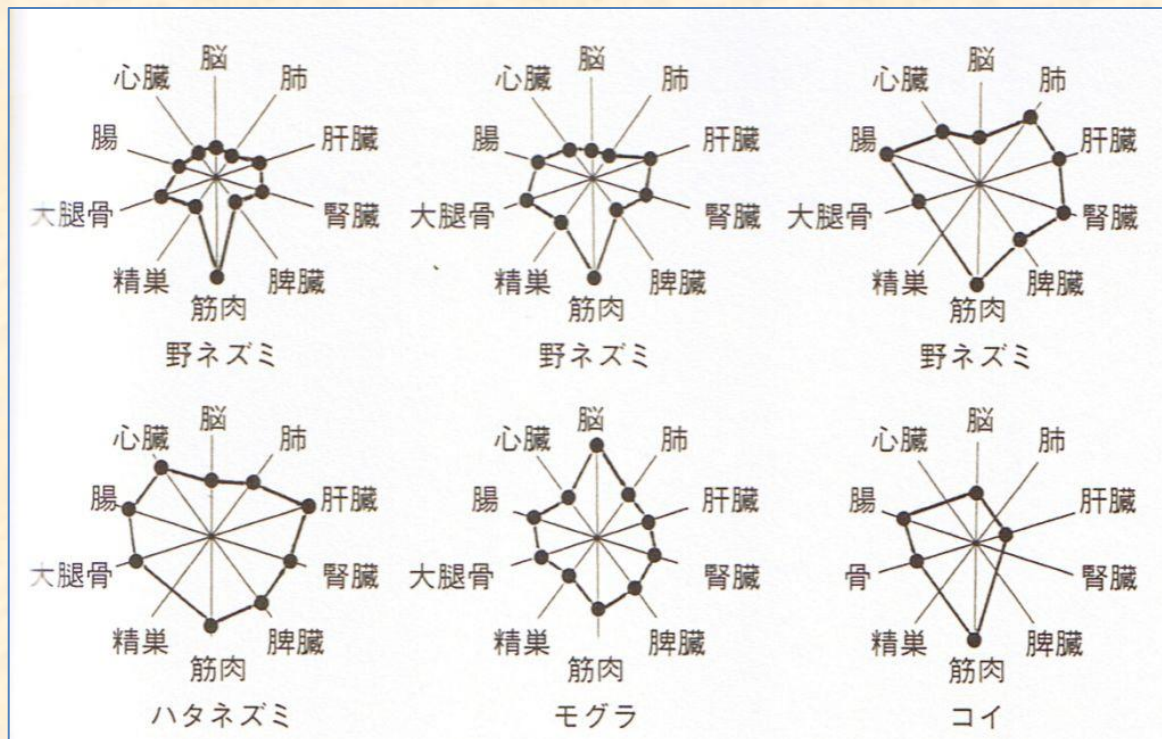 脳
心臓 肺
腸 肝臓
大腿骨 腎臓
精巣 脾臓
筋肉
野ネズミ
脳
心臓 肺
腸 肝臓
大腿骨 腎臓
精巣 脾臓
筋肉
野ネズミ
脳
心臓 肺
腸 肝臓
大腿骨 腎臓
精巣 脾臓
筋肉
野ネズミ
脳
心臓 肺
腸 肝臓
大腿骨 腎臓
精巣 脾臓
筋肉
ハタネズミ
脳
心臓 肺
腸 肝臓
大腿骨 腎臓
精巣 脾臓
筋肉
モグラ
脳
心臓 肺
腸 肝臓
骨 腎臓
精巣 脾臓
筋肉
コイ